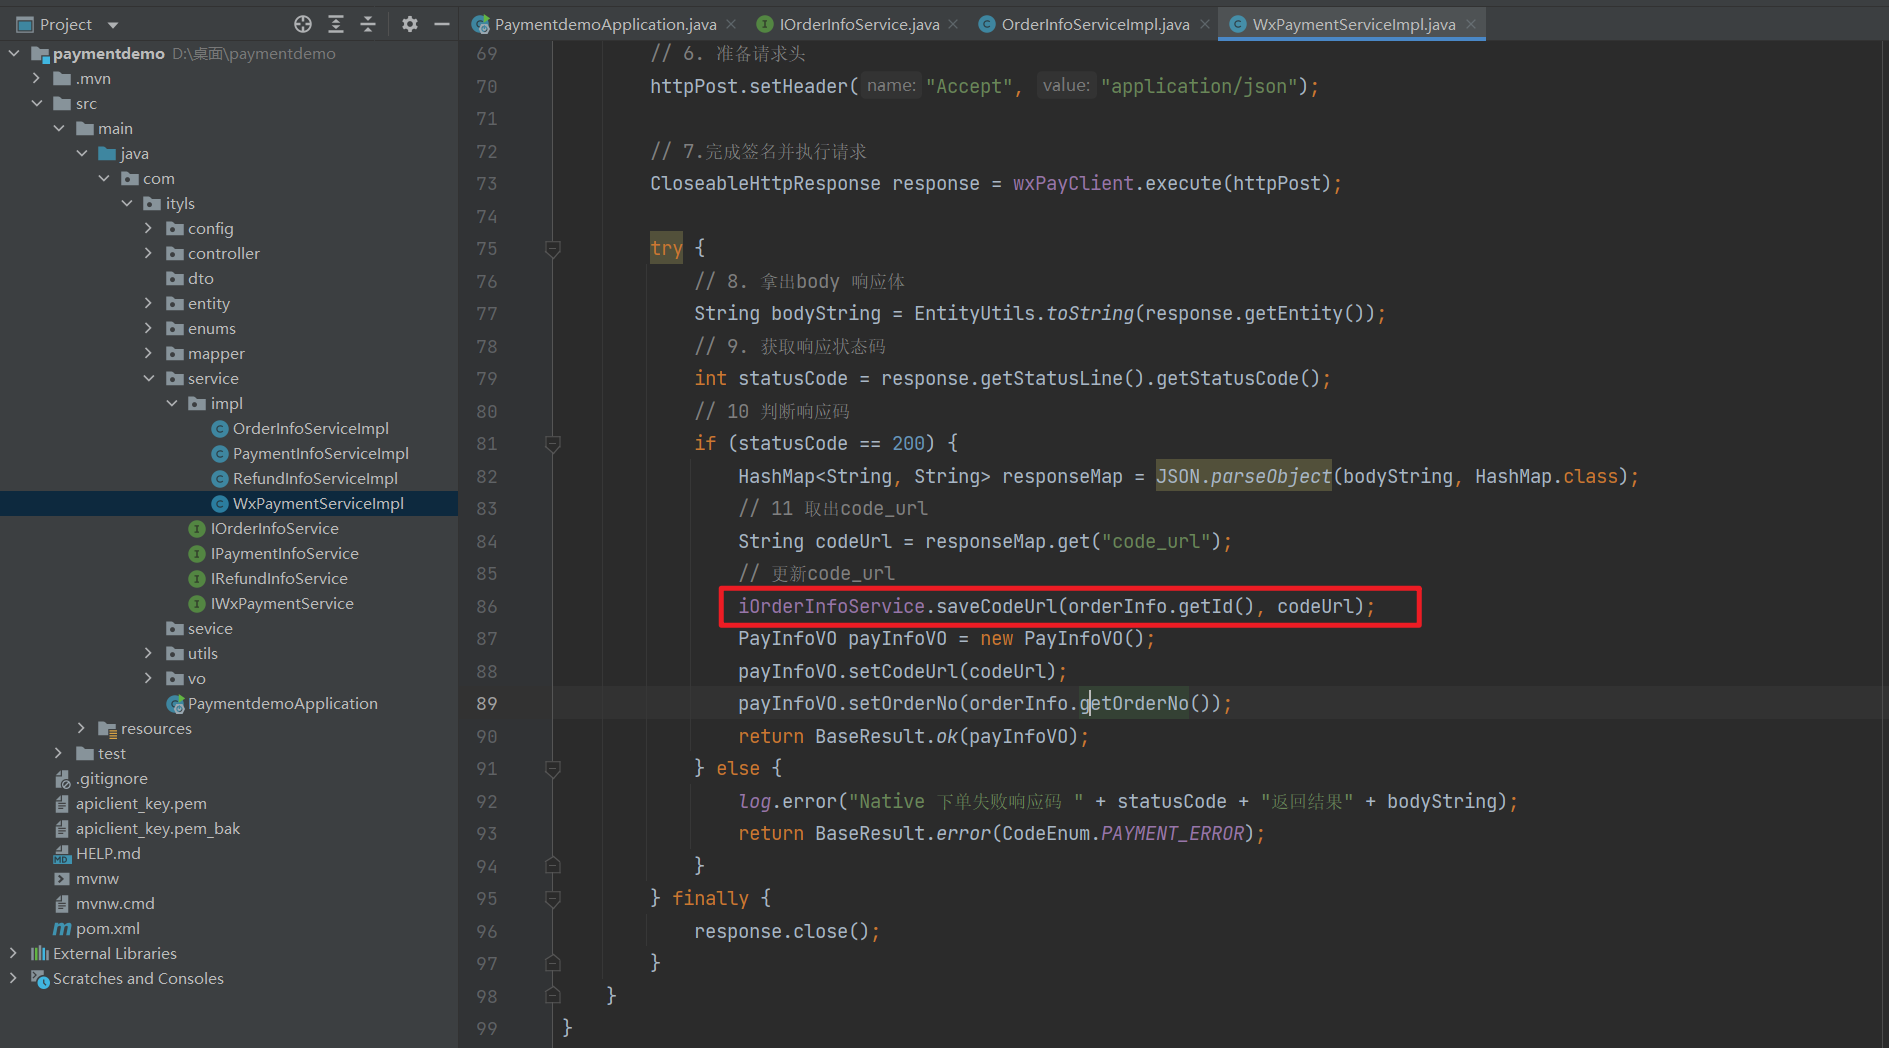 Project
paymentdemo D:\桌面\paymentdemo
.mvn
src
main
java
com
ityls
config
controller
dto
entity
enums
mapper
service
impl
OrderInfoServiceImpl
PaymentInfoServiceImpl
RefundInfoServiceImpl
WxPaymentServiceImpl
IOrderInfoService
IPaymentInfoService
IRefundInfoService
IWxPaymentService
sevice
utils
vo
PaymentdemoApplication
resources
test
.gitignore
apiclient_key.pem
apiclient_key.pem_bak
HELP.md
mvnw
mvnw.cmd
pom.xml
External Libraries
Scratches and Consoles
PaymentdemoApplication.java
IOrderInfoService.java
OrderInfoServiceImpl.java
WxPaymentServiceImpl.java
69 // 6. 准备请求头
70 httpPost.setHeader( name: "Accept", value: "application/json");
71
72 // 7.完成签名并执行请求
73 CloseableHttpResponse response = wxPayClient.execute(httpPost);
74
75 try {
76 // 8. 拿出body 响应体
77 String bodyString = EntityUtils.toString(response.getEntity());
78 // 9. 获取响应状态码
79 int statusCode = response.getStatusLine().getStatusCode();
80 // 10 判断响应码
81 if (statusCode == 200) {
82 HashMap<String, String> responseMap = JSON.parseObject(bodyString, HashMap.class);
83 // 11 取出code_url
84 String codeUrl = responseMap.get("code_url");
85 // 更新code_url
86 iOrderInfoService.saveCodeUrl(orderInfo.getId(), codeUrl);
87 PayInfoVO payInfoVO = new PayInfoVO();
88 payInfoVO.setCodeUrl(codeUrl);
89 payInfoVO.setOrderNo(orderInfo.getOrderNo());
90 return BaseResult.ok(payInfoVO);
91 } else {
92 log.error("Native 下单失败响应码 " + statusCode + "返回结果" + bodyString);
93 return BaseResult.error(CodeEnum.PAYMENT_ERROR);
94 }
95 } finally {
96 response.close();
97 }
98 }
99 }